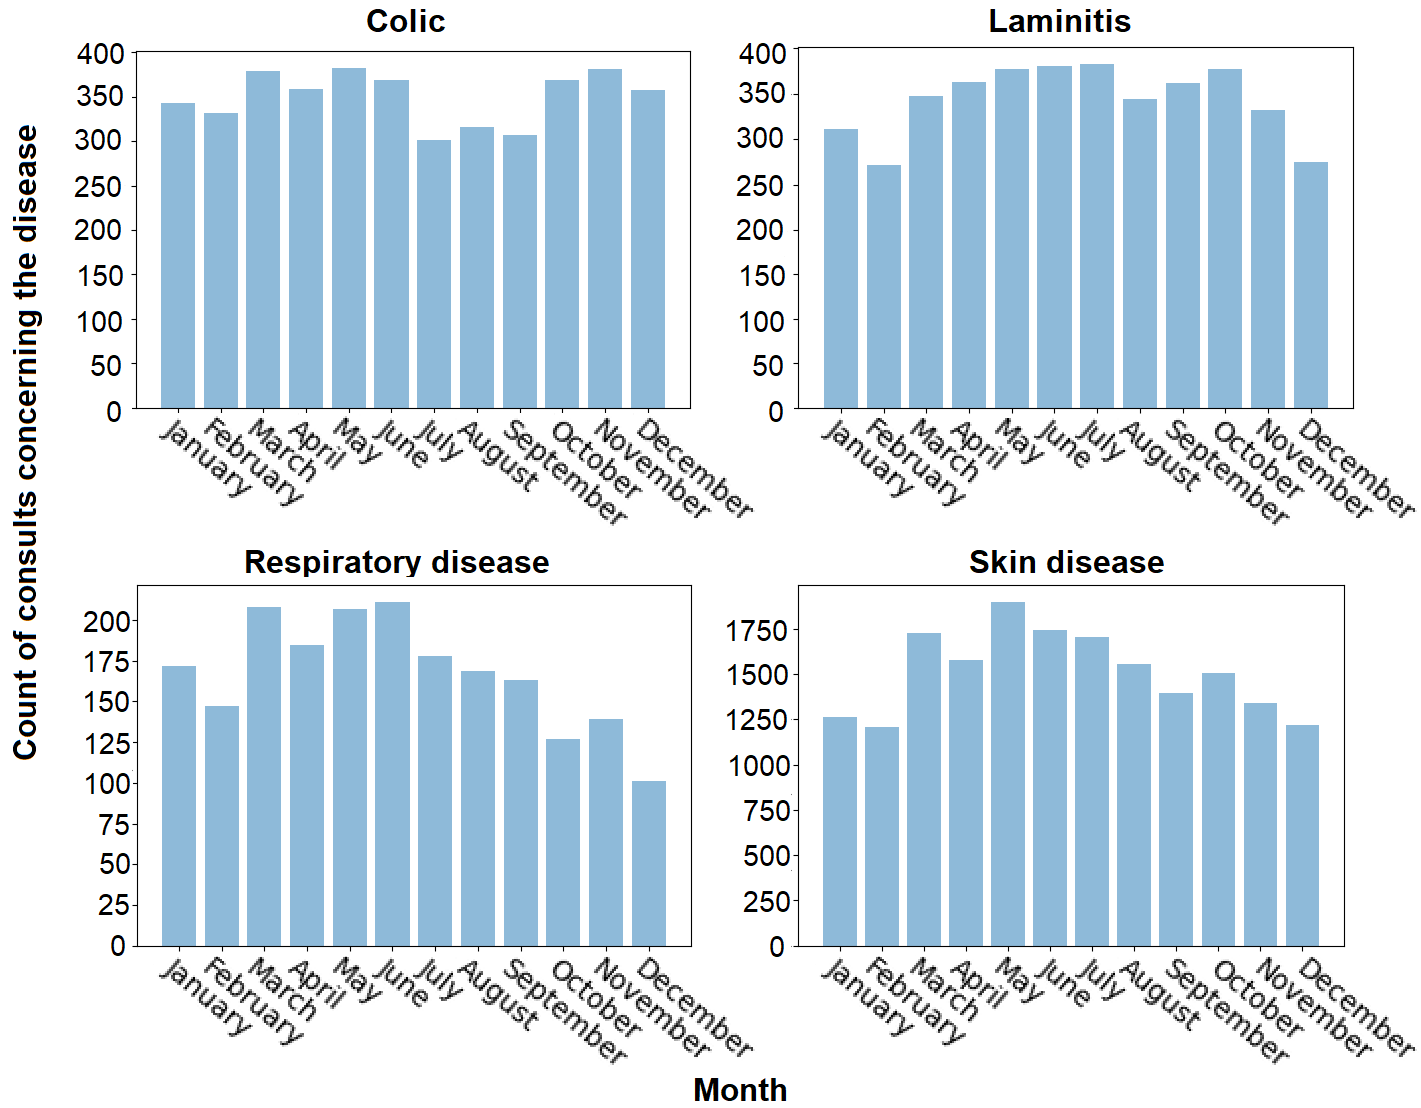 Colic
Laminitis
Count of consults concerning the disease
400
350
300
250
200
150
100
50
0
January
February
March
April
May
June
July
August
September
October
November
December
400
350
300
250
200
150
100
50
0
January
February
March
April
May
June
July
August
September
October
November
December
Respiratory disease
Skin disease
200
175
150
125
100
75
50
25
0
January
February
March
April
May
June
July
August
September
October
November
December
1750
1500
1250
1000
750
500
250
0
January
February
March
April
May
June
July
August
September
October
November
December
Month